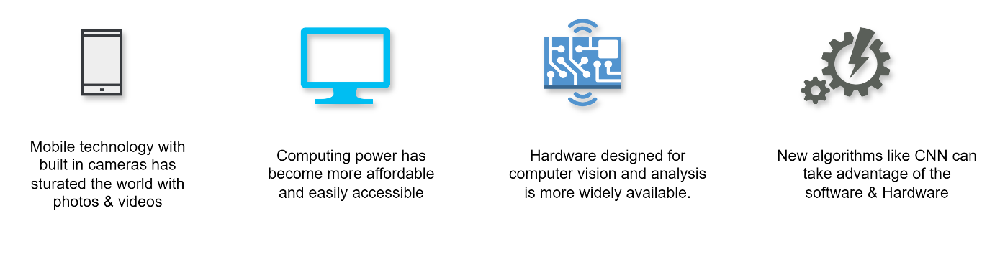 Mobile technology with
built in cameras has
sturated the world with
photos & videos
Computing power has
become more affordable
and easily accessible
Hardware designed for
computer vision and analysis
is more widely available.
New algorithms like CNN can
take advantage of the
software & Hardware